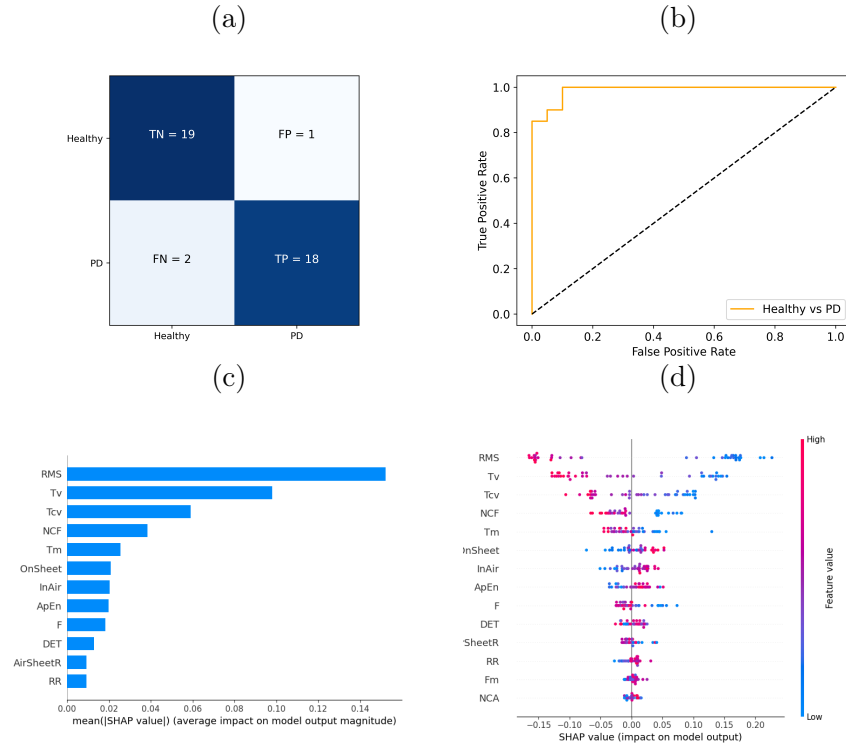 (a)
Healthy
TN = 19
FP = 1
PD
FN = 2
TP = 18
Healthy
PD
(b)
True Positive Rate
1.0
0.8
0.6
0.4
0.2
0.0
Healthy vs PD
0.0
0.2
0.4
0.6
0.8
1.0
False Positive Rate
(c)
RMS
Tv
Tcv
NCF
Tm
OnSheet
InAir
ApEn
F
DET
AirSheetR
RR
0.00
0.02
0.04
0.06
0.08
0.10
0.12
0.14
mean(|SHAP value|) (average impact on model output magnitude)
(d)
RMS
Tv
Tcv
NCF
Tm
nSheet
InAir
ApEn
F
DET
SheetR
RR
Fm
NCA
−0.15
−0.10
−0.05
0.00
0.05
0.10
0.15
0.20
SHAP value (impact on model output)
High
Feature value
Low